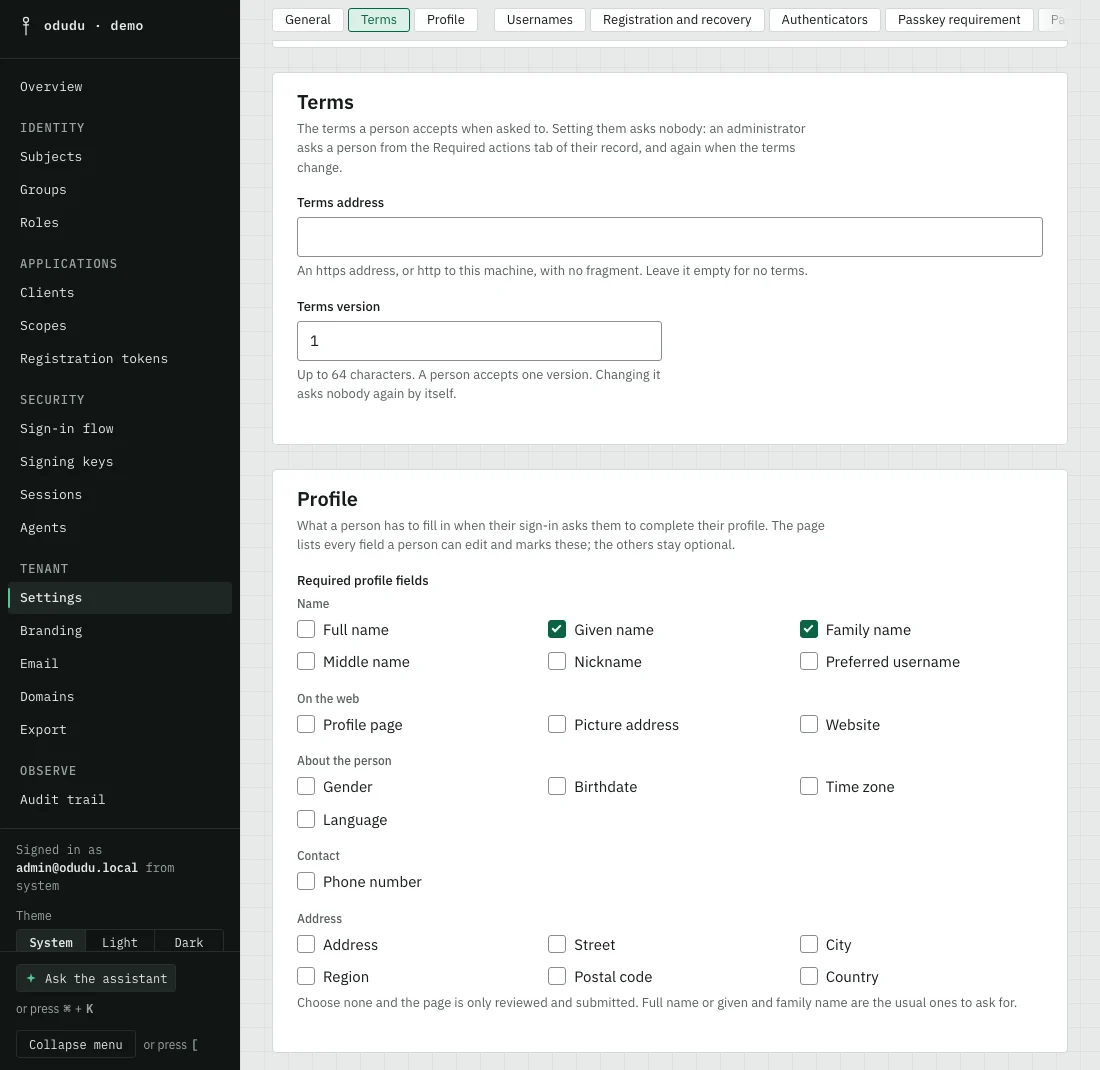 odudu · demo
Overview
IDENTITY
Subjects
Groups
Roles
APPLICATIONS
Clients
Scopes
Registration tokens
SECURITY
Sign-in flow
Signing keys
Sessions
Agents
TENANT
Settings
Branding
Email
Domains
Export
OBSERVE
Audit trail
Signed in as
admin@odudu.local from
system
Theme
System Light Dark
Ask the assistant
or press ⌘ + K
Collapse menu or press [
General Terms Profile Usernames Registration and recovery Authenticators Passkey requirement Pa
Terms
The terms a person accepts when asked to. Setting them asks nobody: an administrator
asks a person from the Required actions tab of their record, and again when the terms
change.
Terms address
An https address, or http to this machine, with no fragment. Leave it empty for no terms.
Terms version
1
Up to 64 characters. A person accepts one version. Changing it
asks nobody again by itself.
Profile
What a person has to fill in when their sign-in asks them to complete their profile. The page
lists every field a person can edit and marks these; the others stay optional.
Required profile fields
Name
Full name Given name Family name
Middle name Nickname Preferred username
On the web
Profile page Picture address Website
About the person
Gender Birthdate Time zone
Language
Contact
Phone number
Address
Address Street City
Region Postal code Country
Choose none and the page is only reviewed and submitted. Full name or given and family name are the usual ones to ask for.